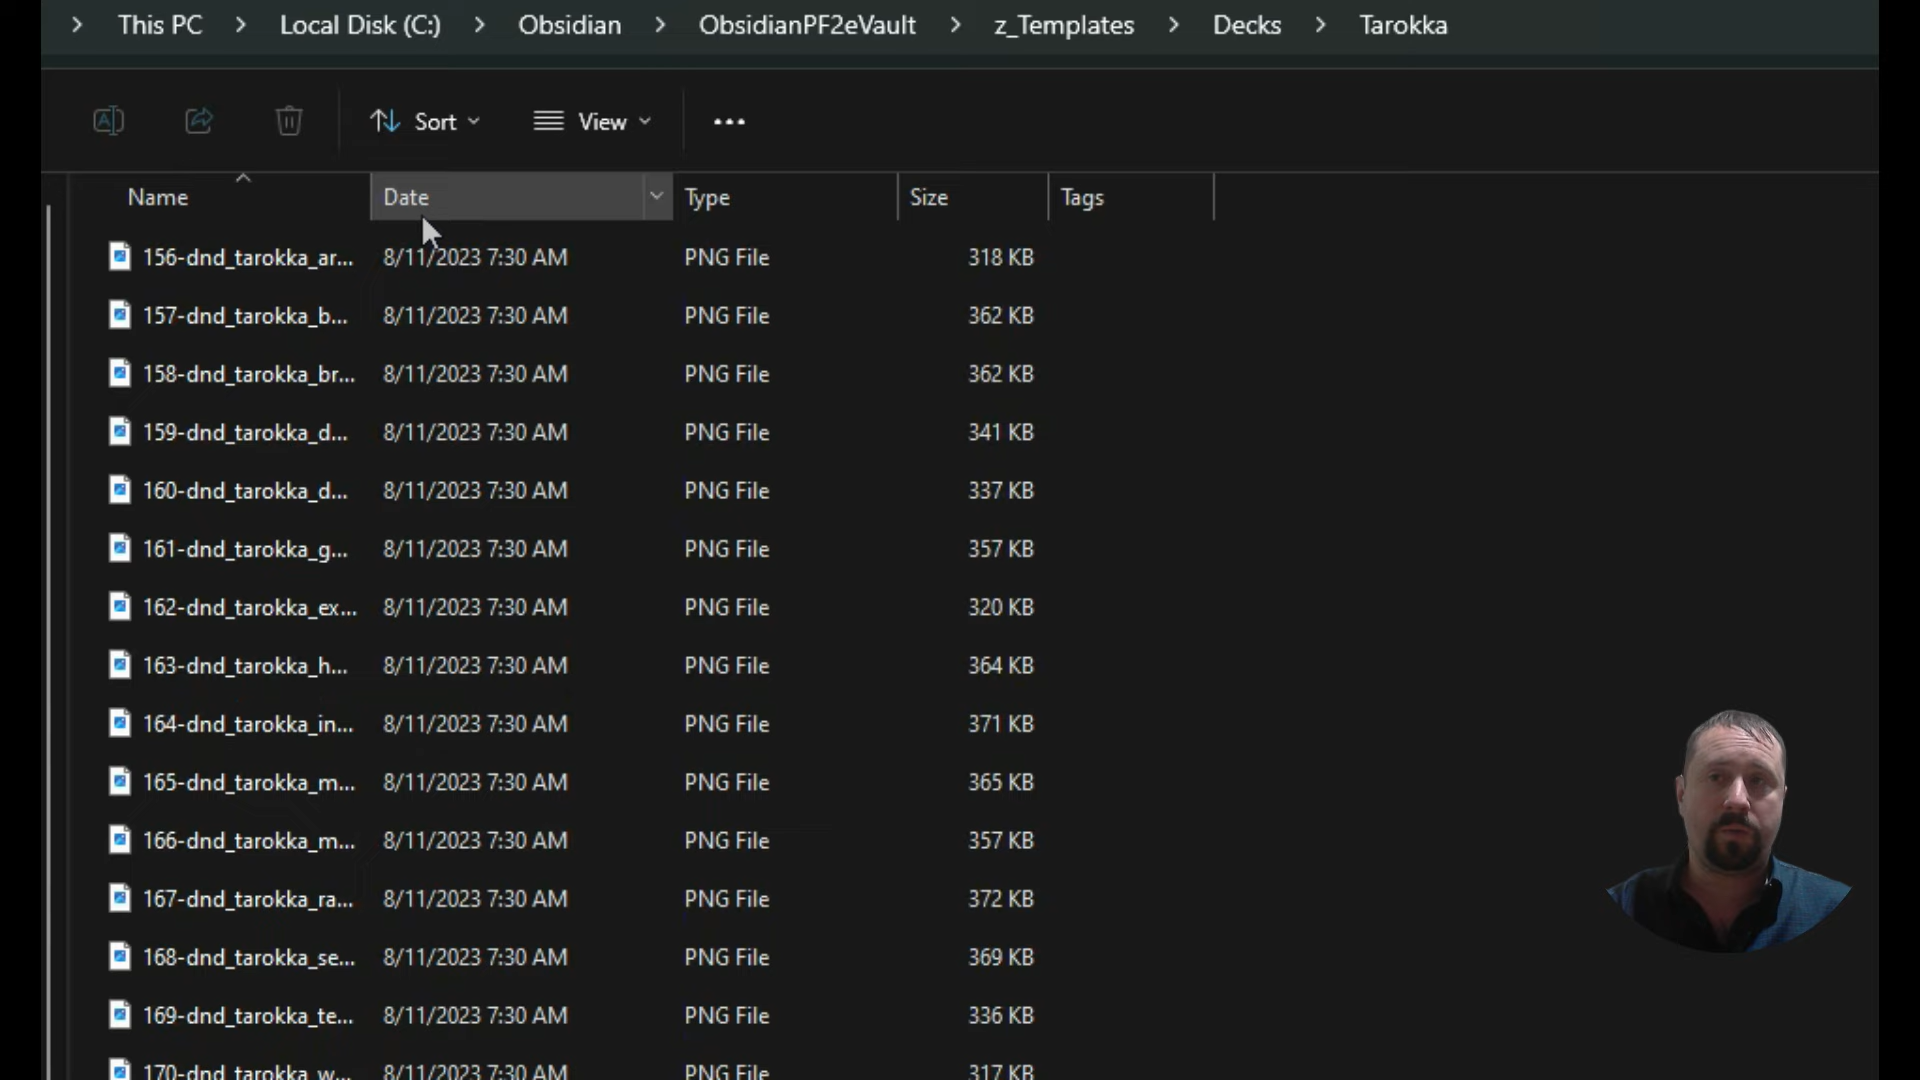 This PC > Local Disk (C:) > Obsidian > ObsidianPF2eVault > z_Templates > Decks > Tarokka
Sort View
Name Date Type Size Tags
156-dnd_tarokka_ar... 8/11/2023 7:30 AM PNG File 318 KB
157-dnd_tarokka_b... 8/11/2023 7:30 AM PNG File 362 KB
158-dnd_tarokka_br... 8/11/2023 7:30 AM PNG File 362 KB
159-dnd_tarokka_d... 8/11/2023 7:30 AM PNG File 341 KB
160-dnd_tarokka_d... 8/11/2023 7:30 AM PNG File 337 KB
161-dnd_tarokka_g... 8/11/2023 7:30 AM PNG File 357 KB
162-dnd_tarokka_ex... 8/11/2023 7:30 AM PNG File 320 KB
163-dnd_tarokka_h... 8/11/2023 7:30 AM PNG File 364 KB
164-dnd_tarokka_in... 8/11/2023 7:30 AM PNG File 371 KB
165-dnd_tarokka_m... 8/11/2023 7:30 AM PNG File 365 KB
166-dnd_tarokka_m... 8/11/2023 7:30 AM PNG File 357 KB
167-dnd_tarokka_ra... 8/11/2023 7:30 AM PNG File 372 KB
168-dnd_tarokka_se... 8/11/2023 7:30 AM PNG File 369 KB
169-dnd_tarokka_te... 8/11/2023 7:30 AM PNG File 336 KB
170-dnd_tarokka_w... 8/11/2023 7:30 AM PNG File 317 KB